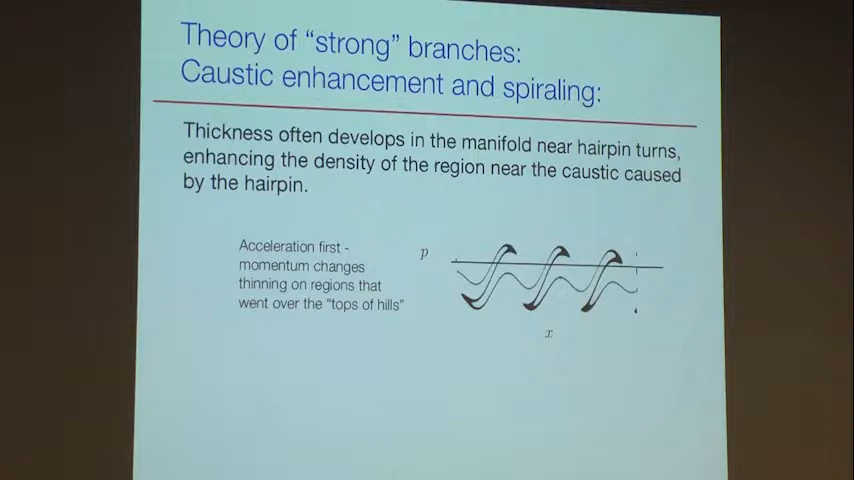 Theory of “strong” branches:
Caustic enhancement and spiraling:
Thickness often develops in the manifold near hairpin turns,
enhancing the density of the region near the caustic caused
by the hairpin.
Acceleration first -
momentum changes
thinning on regions that
went over the “tops of hills”
p
x